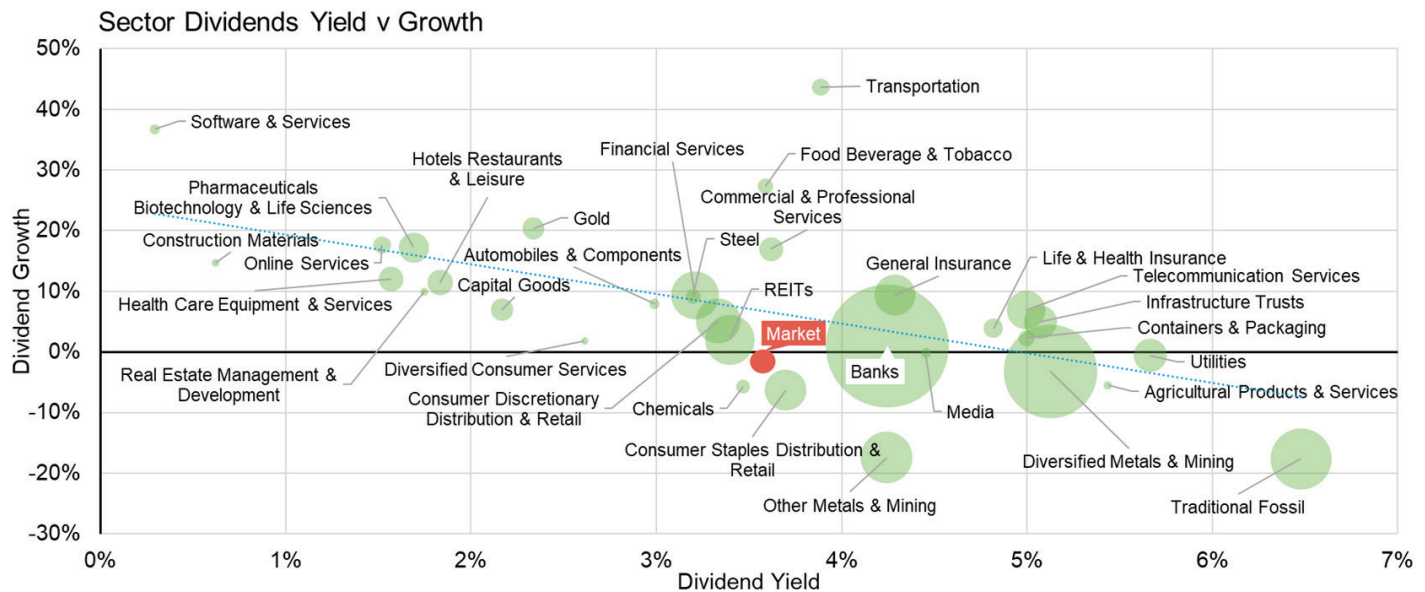 Sector Dividends Yield v Growth
50%
40%
30%
20%
10%
0%
-10%
-20%
-30%
Dividend Growth
Transportation
Software & Services
Financial Services
Food Beverage & Tobacco
Hotels Restaurants
& Leisure
Pharmaceuticals
Biotechnology & Life Sciences
Commercial & Professional
Services
Gold
Steel
Construction Materials
Online Services
Automobiles & Components
General Insurance
Life & Health Insurance
Telecommunication Services
Health Care Equipment & Services
Capital Goods
REITs
Infrastructure Trusts
Containers & Packaging
Market
Real Estate Management &
Development
Diversified Consumer Services
Banks
Utilities
Agricultural Products & Services
Consumer Discretionary
Distribution & Retail
Chemicals
Media
Consumer Staples Distribution &
Retail
Diversified Metals & Mining
Other Metals & Mining
Traditional Fossil
0%
1%
2%
3%
4%
5%
6%
7%
Dividend Yield